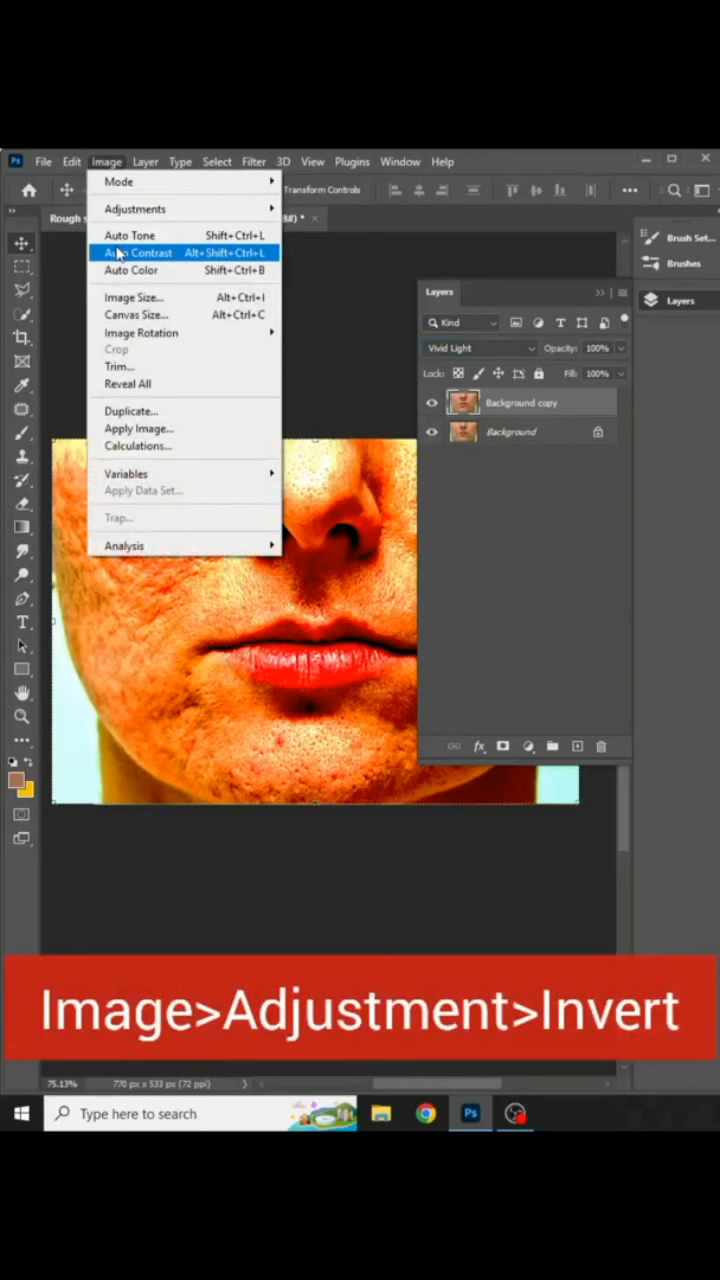 Ps File Edit Image Layer Type Select Filter 3D View Plugins Window Help
Transform Controls
Mode
Rough s
8#) *
Adjustments
Auto Tone Shift+Ctrl+L
Auto Contrast Alt+Shift+Ctrl+L
Auto Color Shift+Ctrl+B
Image Size... Alt+Ctrl+I
Canvas Size... Alt+Ctrl+C
Image Rotation
Crop
Trim...
Reveal All
Duplicate...
Apply Image...
Calculations...
Variables
Apply Data Set...
Trap...
Analysis
Brush Set...
Brushes
Layers
Layers
Kind
Vivid Light Opacity: 100%
Lock: Fill: 100%
Background copy
Background
Image>Adjustment>Invert
75.13% 770 px x 533 px (72 ppi)
Type here to search
Ps